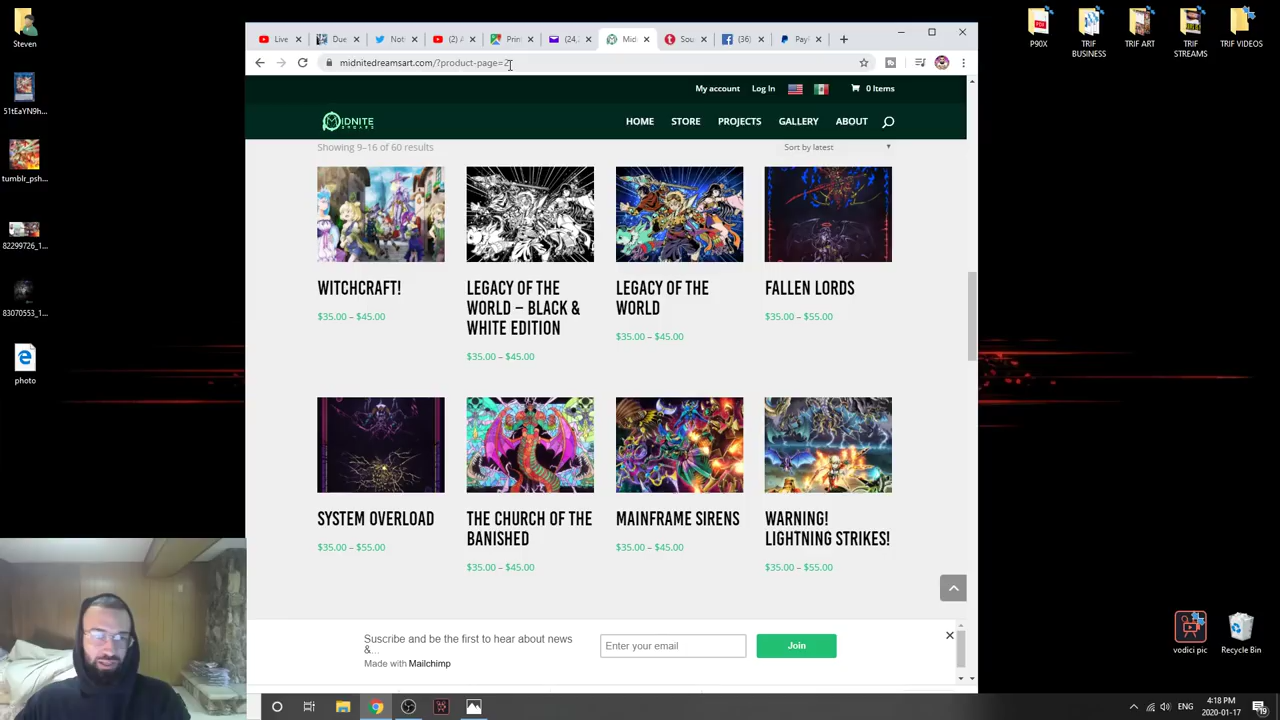 Steven
51tEaYN9h...
tumblr_psh...
82299726_1...
83070553_1...
photo
Live
Due
Not
(2) A
Prin
(24,
Mid
Sou
(36)
PayP
midnitedreamsart.com/?product-page=2
My account
Log In
0 Items
MIDNITE
HOME
STORE
PROJECTS
GALLERY
ABOUT
Showing 9–16 of 60 results
Sort by latest
WITCHCRAFT!
$35.00 – $45.00
LEGACY OF THE
WORLD – BLACK &
WHITE EDITION
$35.00 – $45.00
LEGACY OF THE
WORLD
$35.00 – $45.00
FALLEN LORDS
$35.00 – $55.00
SYSTEM OVERLOAD
$35.00 – $55.00
THE CHURCH OF THE
BANISHED
$35.00 – $45.00
MAINFRAME SIRENS
$35.00 – $45.00
WARNING!
LIGHTNING STRIKES!
$35.00 – $55.00
Suscribe and be the first to hear about news
&...
Made with Mailchimp
Enter your email
Join
P90X
TRIF
BUSINESS
TRIF ART
TRIF
STREAMS
TRIF VIDEOS
vodici pic
Recycle Bin
ENG
4:18 PM
2020-01-17
19